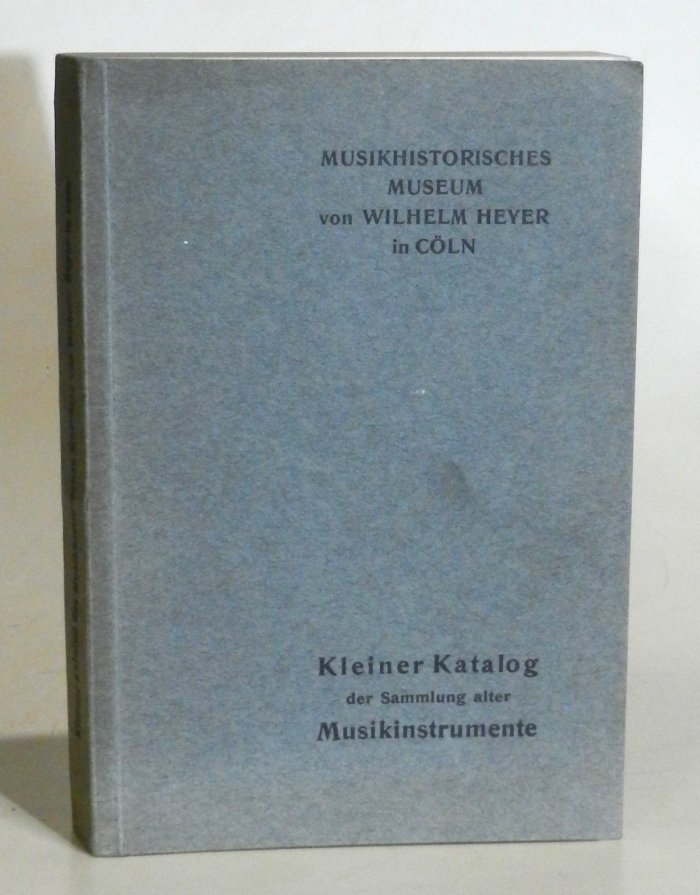 MUSIKHISTORISCHES
MUSEUM
von WILHELM HEYER
in CÖLN
Kleiner Katalog
der Sammlung alter
Musikinstrumente